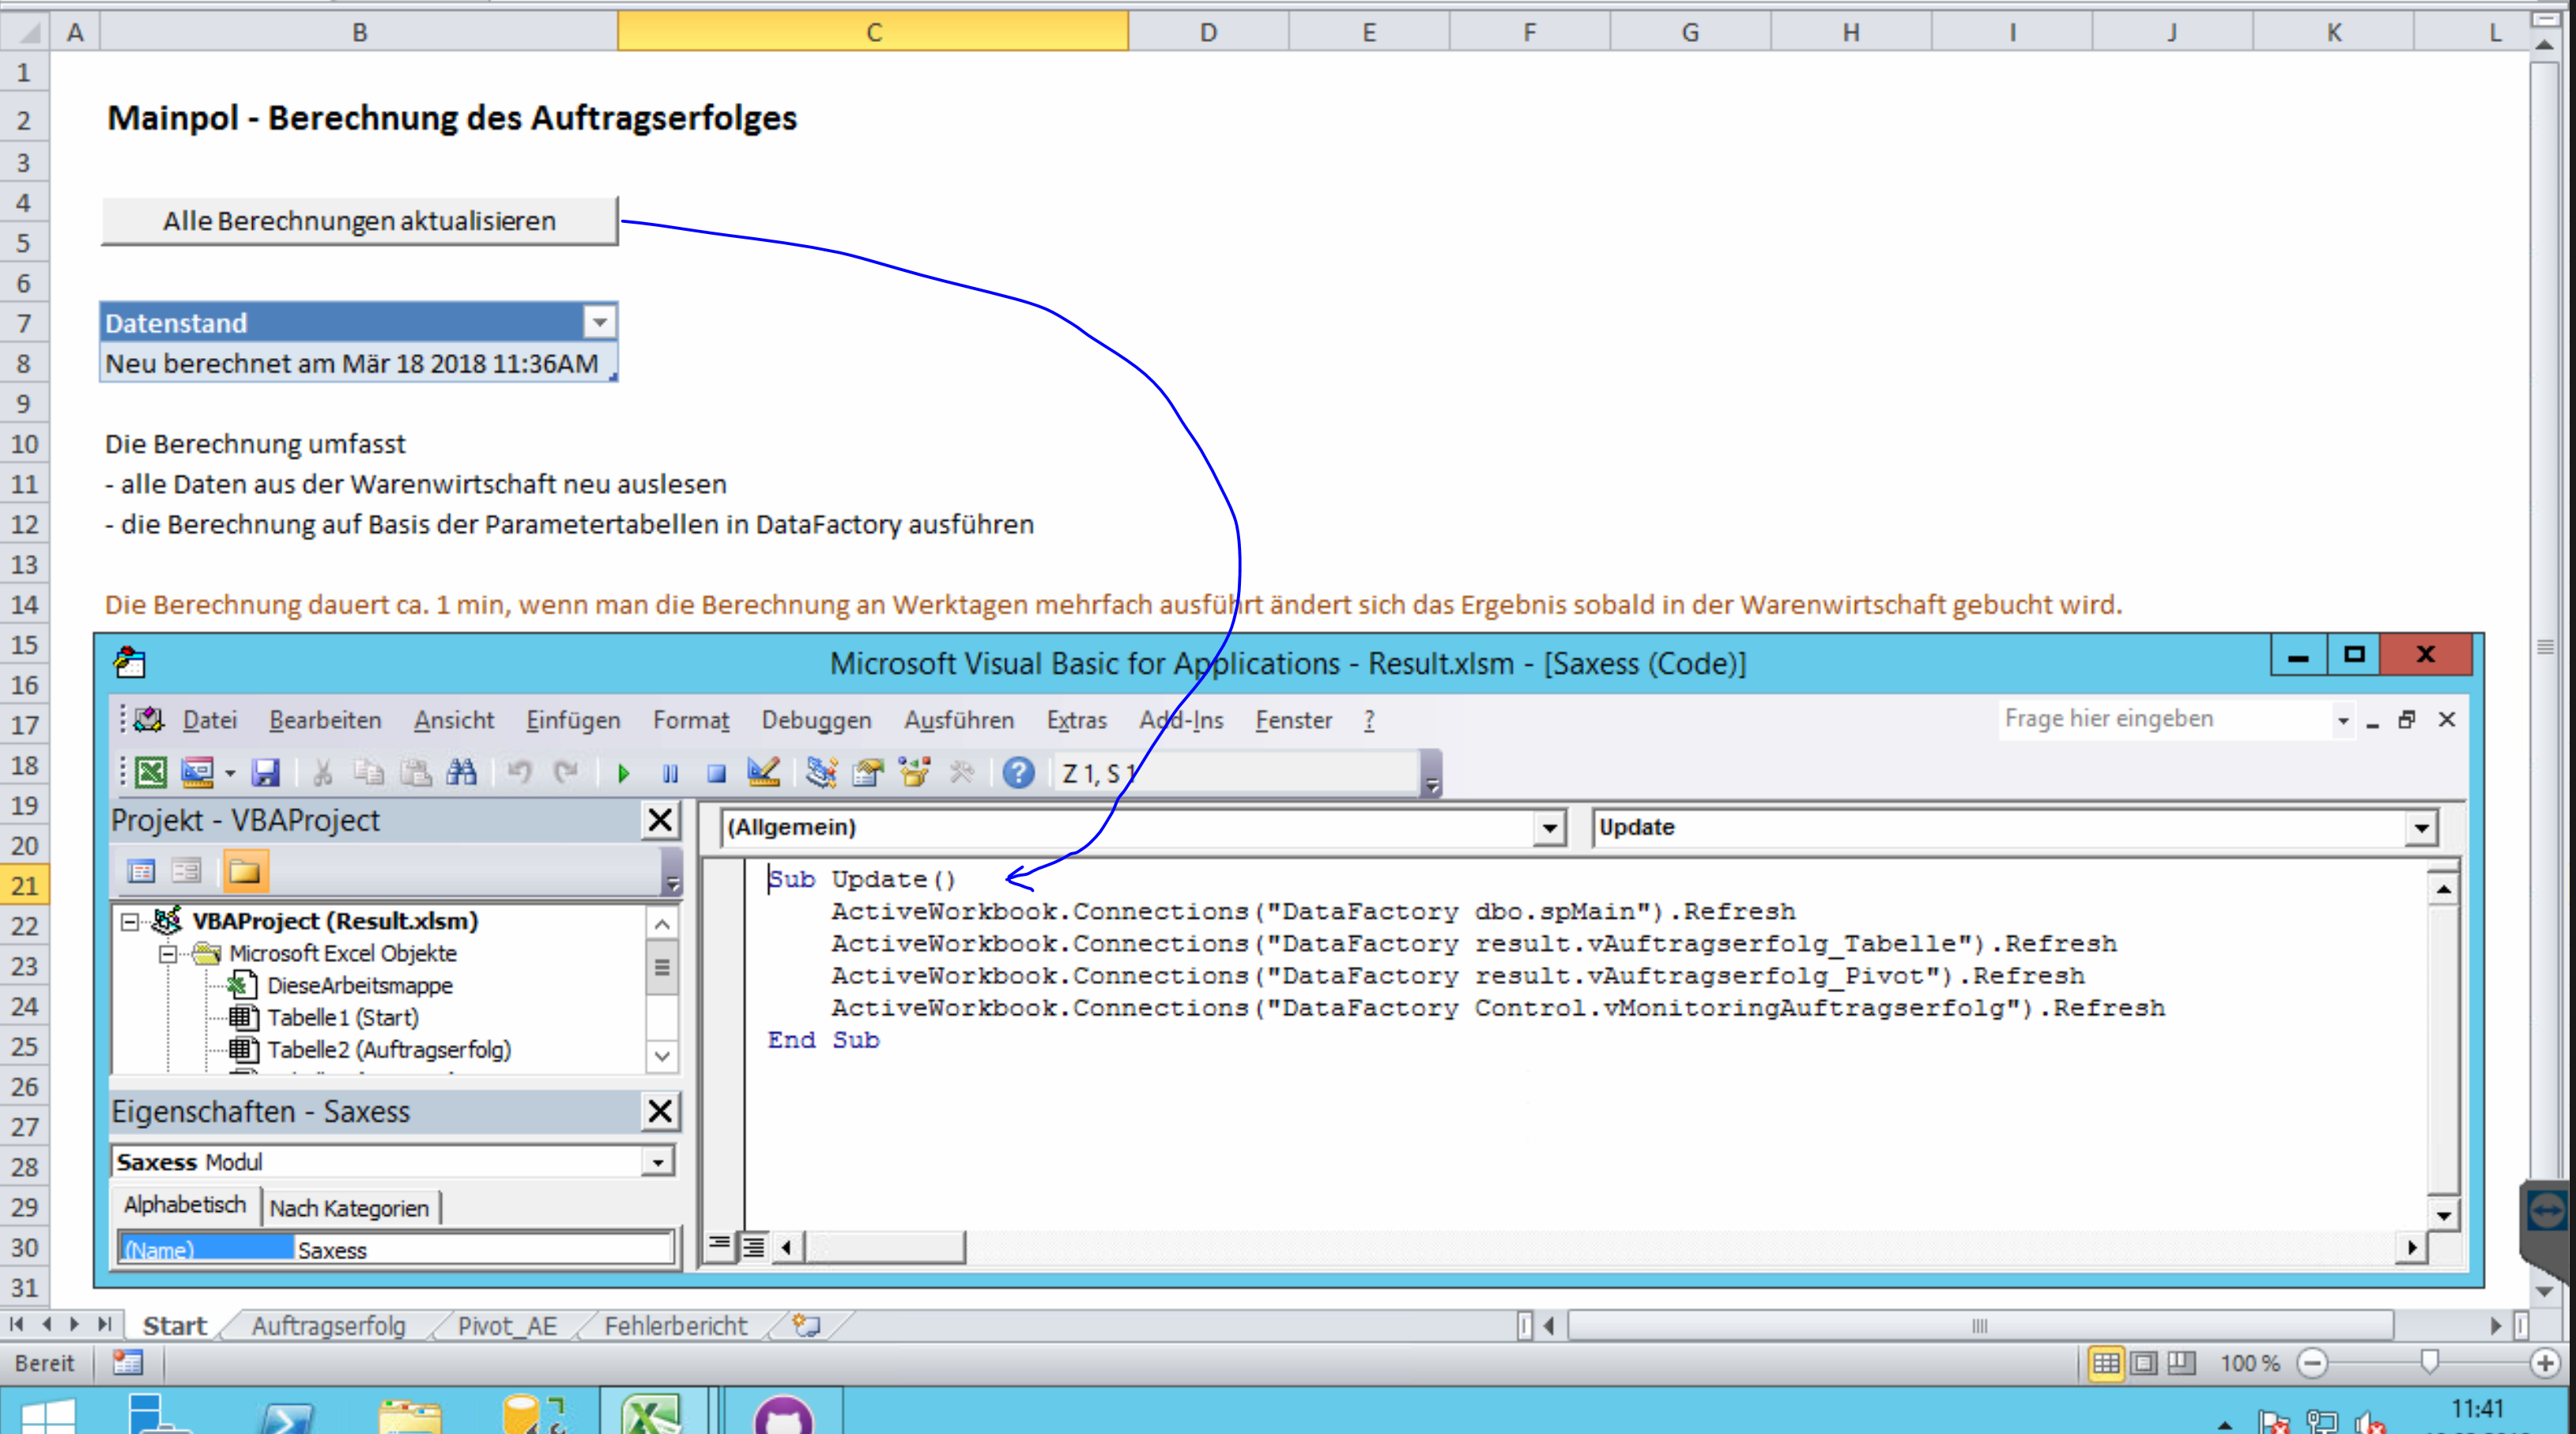 A B C D E F G H I J K L
1
2 Mainpol - Berechnung des Auftragserfolges
3
4
Alle Berechnungen aktualisieren
5
6
7 Datenstand
8 Neu berechnet am Mär 18 2018 11:36AM
9
10 Die Berechnung umfasst
11 - alle Daten aus der Warenwirtschaft neu auslesen
12 - die Berechnung auf Basis der Parametertabellen in DataFactory ausführen
13
14 Die Berechnung dauert ca. 1 min, wenn man die Berechnung an Werktagen mehrfach ausführt ändert sich das Ergebnis sobald in der Warenwirtschaft gebucht wird.
15
16
17
18
19
20
21
22
23
24
25
26
27
28
29
30
31
Microsoft Visual Basic for Applications - Result.xlsm - [Saxess (Code)]
Datei Bearbeiten Ansicht Einfügen Format Debuggen Ausführen Extras Add-Ins Fenster ? Frage hier eingeben
Z 1, S 1
Projekt - VBAProject
VBAProject (Result.xlsm)
Microsoft Excel Objekte
DieseArbeitsmappe
Tabelle1 (Start)
Tabelle2 (Auftragserfolg)
Eigenschaften - Saxess
Saxess Modul
Alphabetisch Nach Kategorien
(Name) Saxess
(Allgemein) Update
Sub Update()
ActiveWorkbook.Connections("DataFactory dbo.spMain").Refresh
ActiveWorkbook.Connections("DataFactory result.vAuftragserfolg_Tabelle").Refresh
ActiveWorkbook.Connections("DataFactory result.vAuftragserfolg_Pivot").Refresh
ActiveWorkbook.Connections("DataFactory Control.vMonitoringAuftragserfolg").Refresh
End Sub
Start Auftragserfolg Pivot_AE Fehlerbericht
Bereit 100 %
11:41